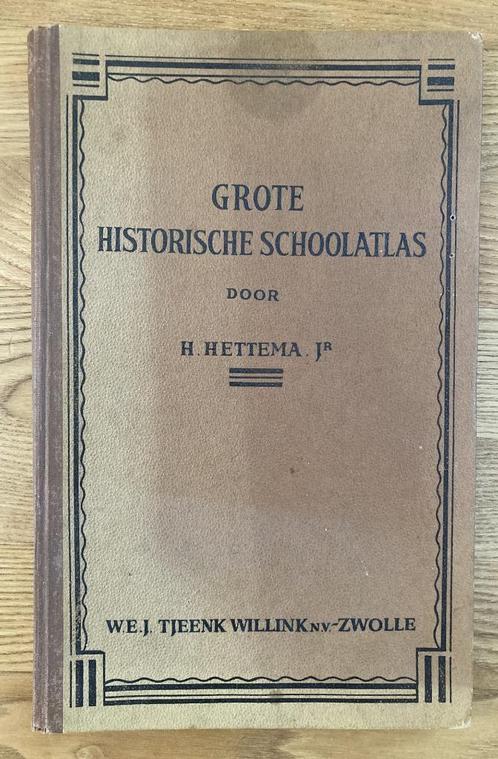 GROTE
HISTORISCHE SCHOOLATLAS
DOOR
H. HETTEMA. JR
W.E.J. TJEENK WILLINK N.V.-ZWOLLE